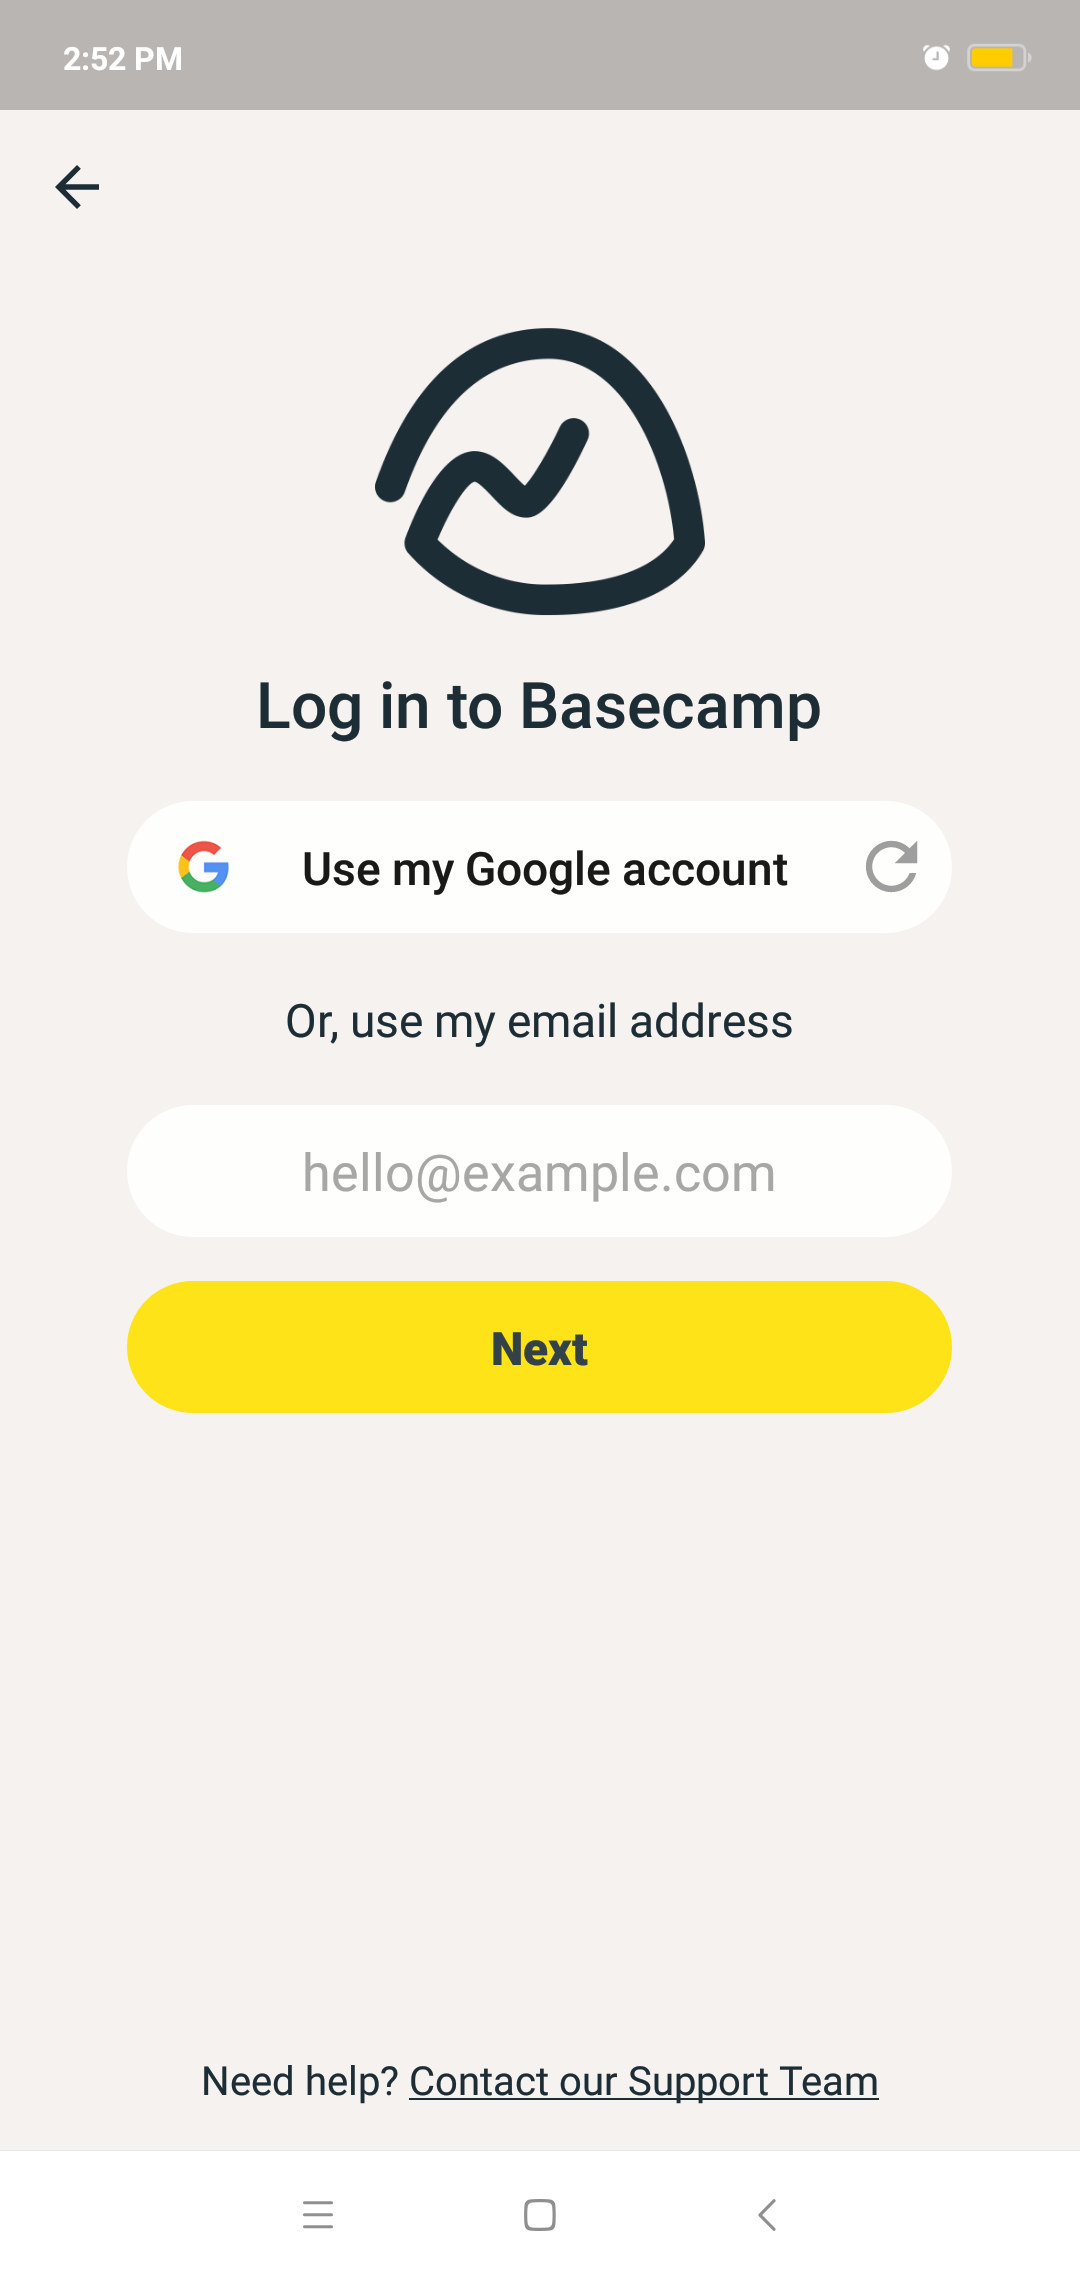 2:52 PM
Log in to Basecamp
Use my Google account
Or, use my email address
hello@example.com
Next
Need help? Contact our Support Team